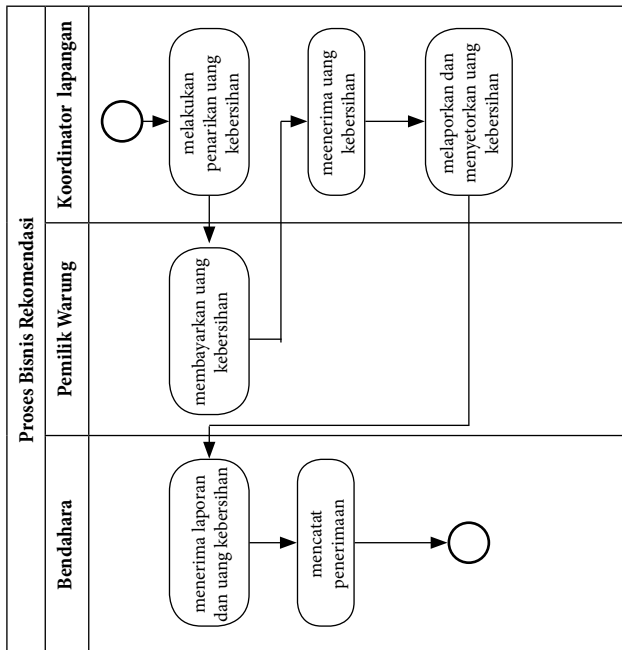 Proses Bisnis Rekomendasi
Koordinator lapangan
Pemilik Warung
Bendahara
melakukan
penarikan uang
kebersihan
membayarkan uang
kebersihan
meenerima uang
kebersihan
melaporkan dan
menyetorkan uang
kebersihan
menerima laporan
dan uang kebersihan
mencatat
penerimaan